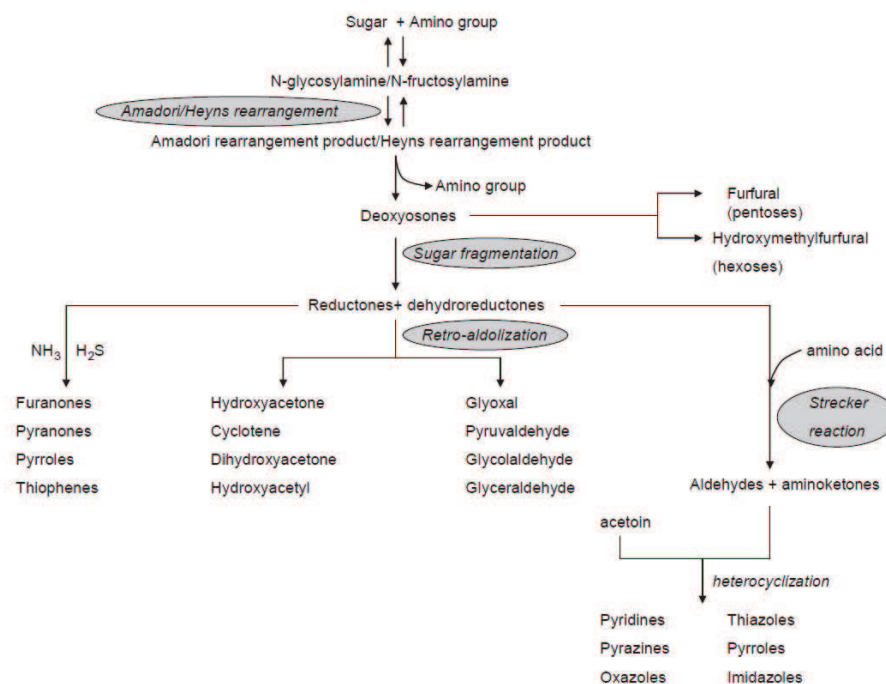 Sugar + Amino group
N-glycosylamine/N-fructosylamine
Amadori/Heyns rearrangement
Amadori rearrangement product/Heyns rearrangement product
Amino group
Deoxyosones
Furfural
(pentoses)
Hydroxymethylfurfural
(hexoses)
Sugar fragmentation
Reductones+ dehydroreductones
Retro-aldolization
NH3 H2S
amino acid
Furanones
Pyranones
Pyrroles
Thiophenes
Hydroxyacetone
Cyclotene
Dihydroxyacetone
Hydroxyacetyl
Glyoxal
Pyruvaldehyde
Glycolaldehyde
Glyceraldehyde
Strecker
reaction
Aldehydes + aminoketones
acetoin
heterocyclization
Pyridines
Pyrazines
Oxazoles
Thiazoles
Pyrroles
Imidazoles